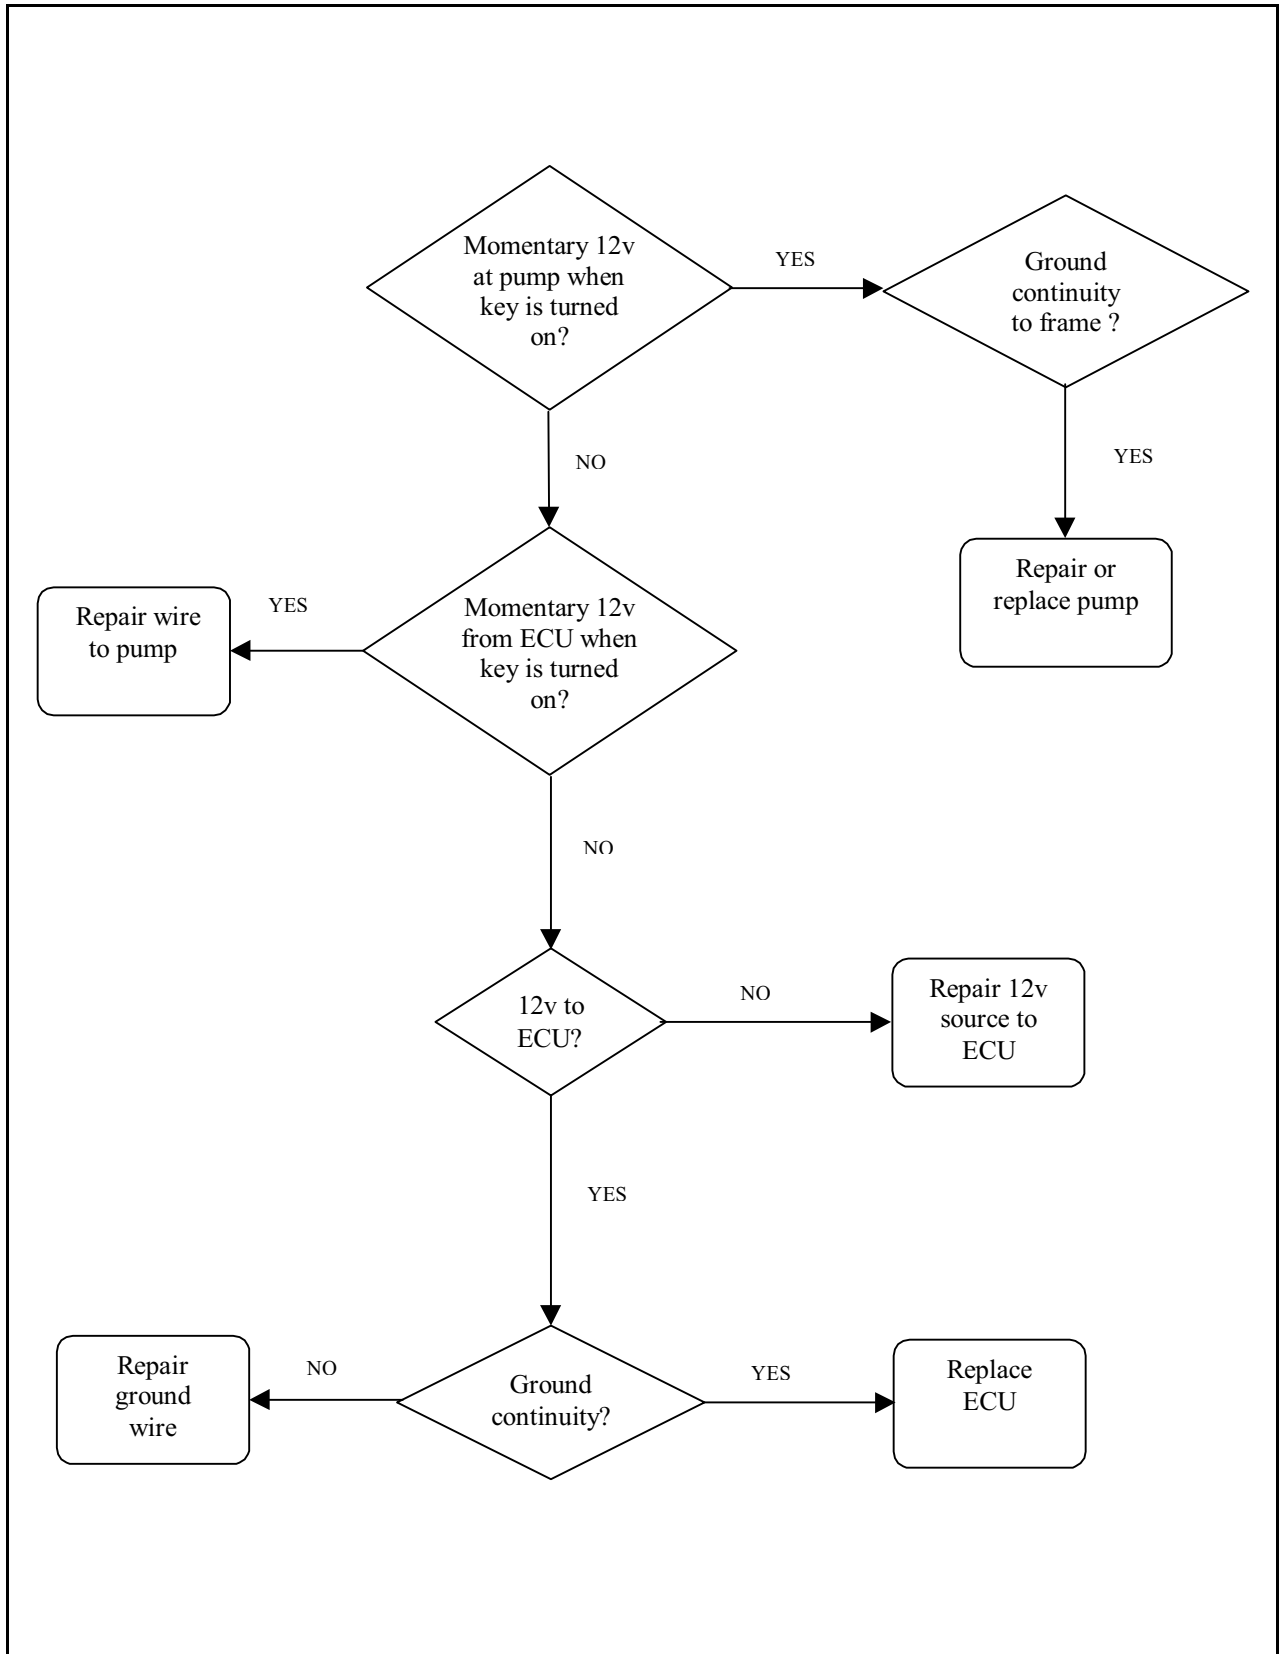 Momentary 12v
at pump when
key is turned
on?
YES
Ground
continuity
to frame ?
NO
YES
Repair or
replace pump
Repair wire
to pump
YES
Momentary 12v
from ECU when
key is turned
on?
NO
12v to
ECU?
NO
Repair 12v
source to
ECU
YES
Repair
ground
wire
NO
Ground
continuity?
YES
Replace
ECU